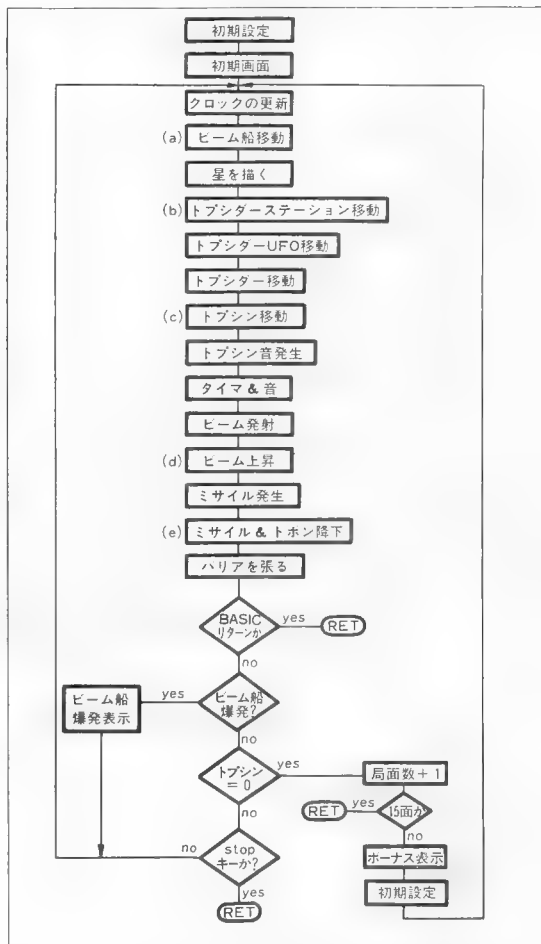 初期設定
初期画面
クロックの更新
(a) ビーム船移動
星を描く
(b) トプシダーステーション移動
トプシダーUFO移動
トプシダー移動
(c) トプシン移動
トプシン音発生
タイマ&音
ビーム発射
(d) ビーム上昇
ミサイル発生
(e) ミサイル&トホン降下
バリアを張る
BASIC
リターンか
yes
RET
no
ビーム船
爆発?
yes
ビーム船
爆発表示
no
トプシン
=0
yes
局面数+1
15面か
yes
RET
no
ボーナス表示
初期設定
no
stop
キーか?
no
yes
RET